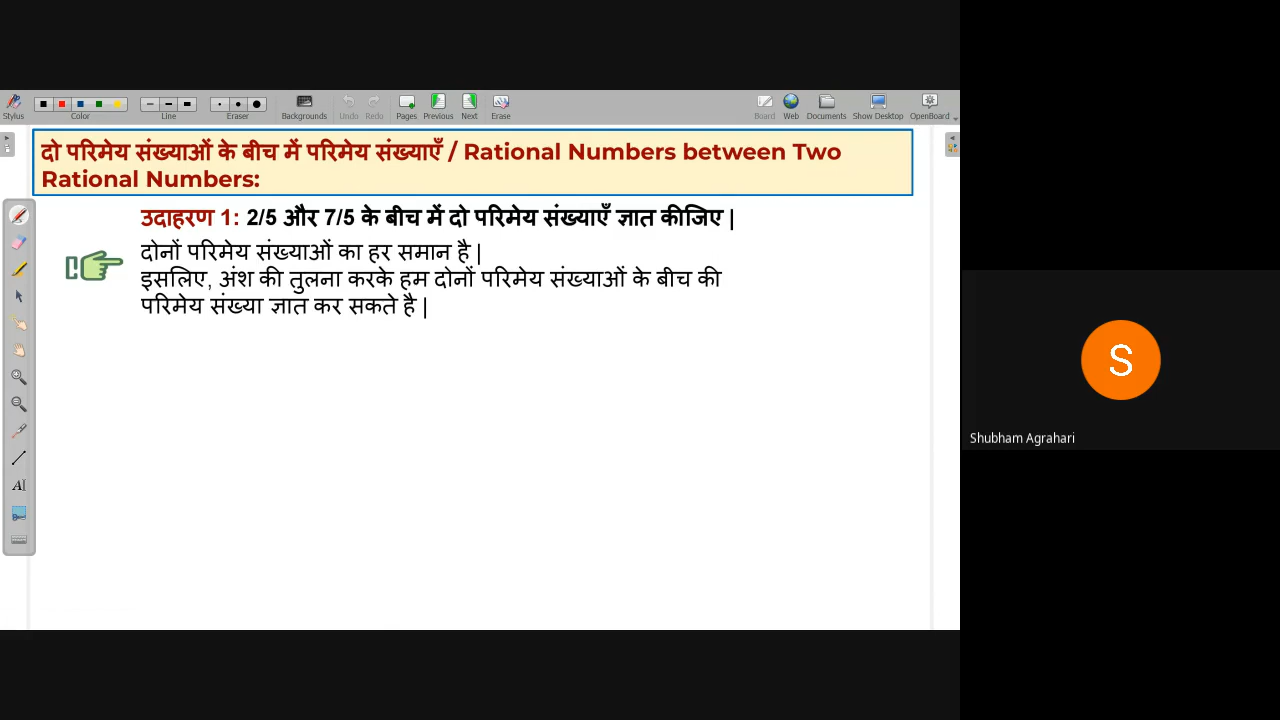 Stylus Color Line Eraser Backgrounds Undo Redo Pages Previous Next Erase Board Web Documents Show Desktop OpenBoard
दो परिमेय संख्याओं के बीच में परिमेय संख्याएँ / Rational Numbers between Two
Rational Numbers:
उदाहरण 1: 2/5 और 7/5 के बीच में दो परिमेय संख्याएँ ज्ञात कीजिए |
दोनों परिमेय संख्याओं का हर समान है |
इसलिए, अंश की तुलना करके हम दोनों परिमेय संख्याओं के बीच की
परिमेय संख्या ज्ञात कर सकते है |
AI
S
Shubham Agrahari